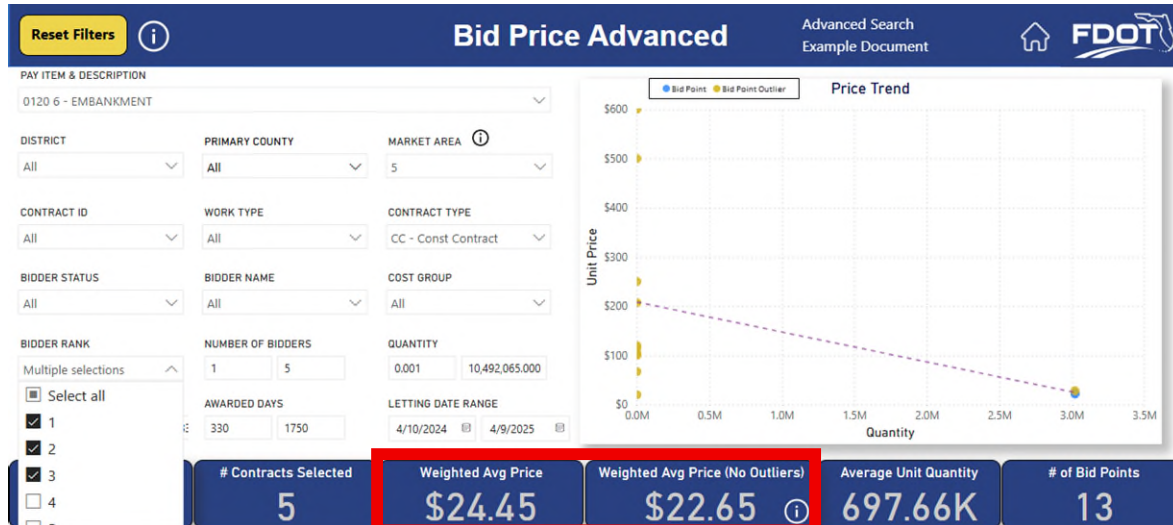 Reset Filters
Bid Price Advanced
Advanced Search
Example Document
FDOT
PAY ITEM & DESCRIPTION
0120 6 - EMBANKMENT
DISTRICT
All
PRIMARY COUNTY
All
MARKET AREA
5
CONTRACT ID
All
WORK TYPE
All
CONTRACT TYPE
CC - Const Contract
BIDDER STATUS
All
BIDDER NAME
All
COST GROUP
All
BIDDER RANK
Multiple selections
Select all
1
2
3
4
NUMBER OF BIDDERS
1 5
QUANTITY
0.001 10,492,065.000
AWARDED DAYS
330 1750
LETTING DATE RANGE
4/10/2024 4/9/2025
Bid Point Bid Point Outlier
Price Trend
Unit Price
$600
$500
$400
$300
$200
$100
$0
0.0M 0.5M 1.0M 1.5M 2.0M 2.5M 3.0M 3.5M
Quantity
# Contracts Selected
5
Weighted Avg Price
$24.45
Weighted Avg Price (No Outliers)
$22.65
Average Unit Quantity
697.66K
# of Bid Points
13